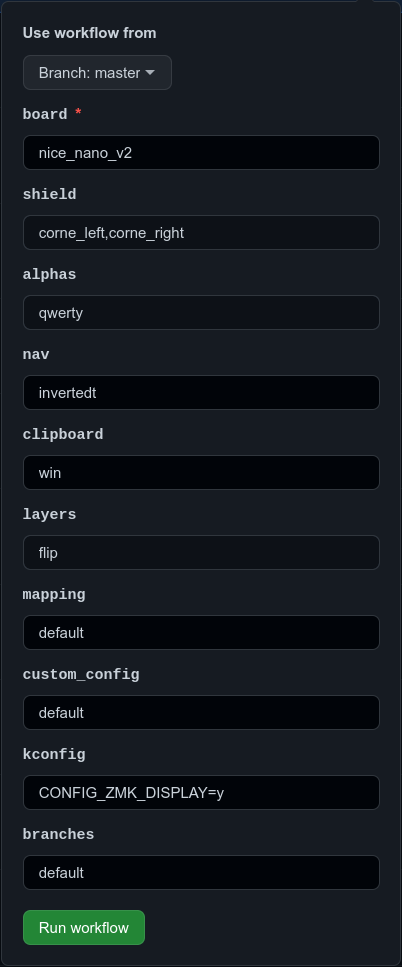 Use workflow from
Branch: master
board *
nice_nano_v2
shield
corne_left,corne_right
alphas
qwerty
nav
invertedt
clipboard
win
layers
flip
mapping
default
custom_config
default
kconfig
CONFIG_ZMK_DISPLAY=y
branches
default
Run workflow